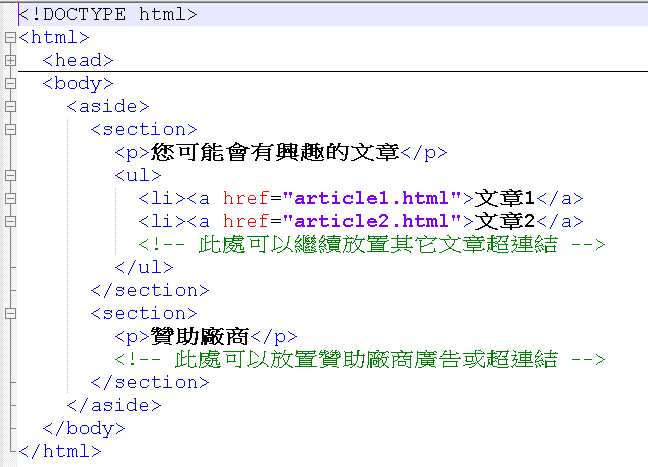 <!DOCTYPE html>
<html>
<head>
<body>
<aside>
<section>
<p>您可能會有興趣的文章</p>
<ul>
<li><a href="article1.html">文章1</a>
<li><a href="article2.html">文章2</a>
<!-- 此處可以繼續放置其它文章超連結 -->
</ul>
</section>
<section>
<p>贊助廠商</p>
<!-- 此處可以放置贊助廠商廣告或超連結 -->
</section>
</aside>
</body>
</html>